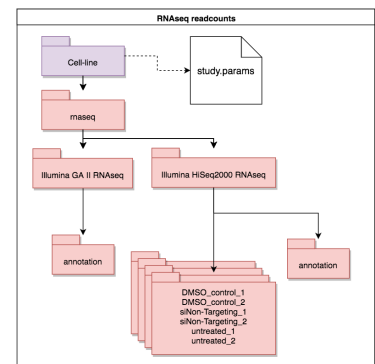 RNAseq readcounts
Cell-line
study.params
rnaseq
Illumina GA II RNAseq
Illumina HiSeq2000 RNAseq
annotation
annotation
DMSO_control_1
DMSO_control_2
siNon-Targeting_1
siNon-Targeting_2
untreated_1
untreated_2